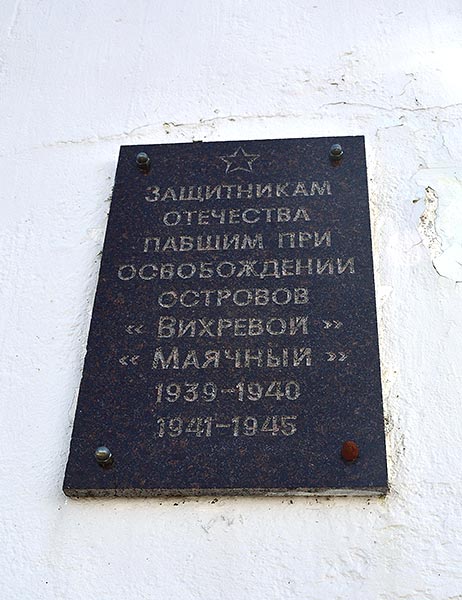 ЗАЩИТНИКАМ
ОТЕЧЕСТВА
ПАВШИМ ПРИ
ОСВОБОЖДЕНИИ
ОСТРОВОВ
« ВИХРЕВОЙ »
« МАЯЧНЫЙ »
1939-1940
1941-1945